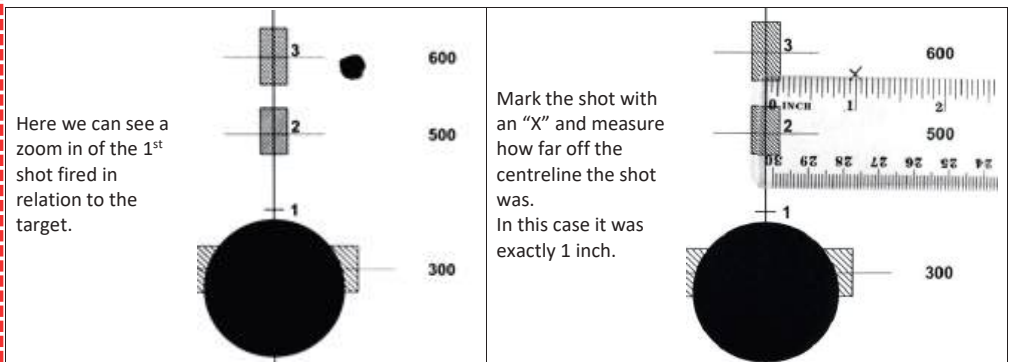 Here we can see a
zoom in of the 1st
shot fired in
relation to the
target.
3
600
2
500
1
300
Mark the shot with
an “X” and measure
how far off the
centreline the shot
was.
In this case it was
exactly 1 inch.
3
600
X
0 INCH 1 2
2
500
30 29 28 27 26 25 24
1
300